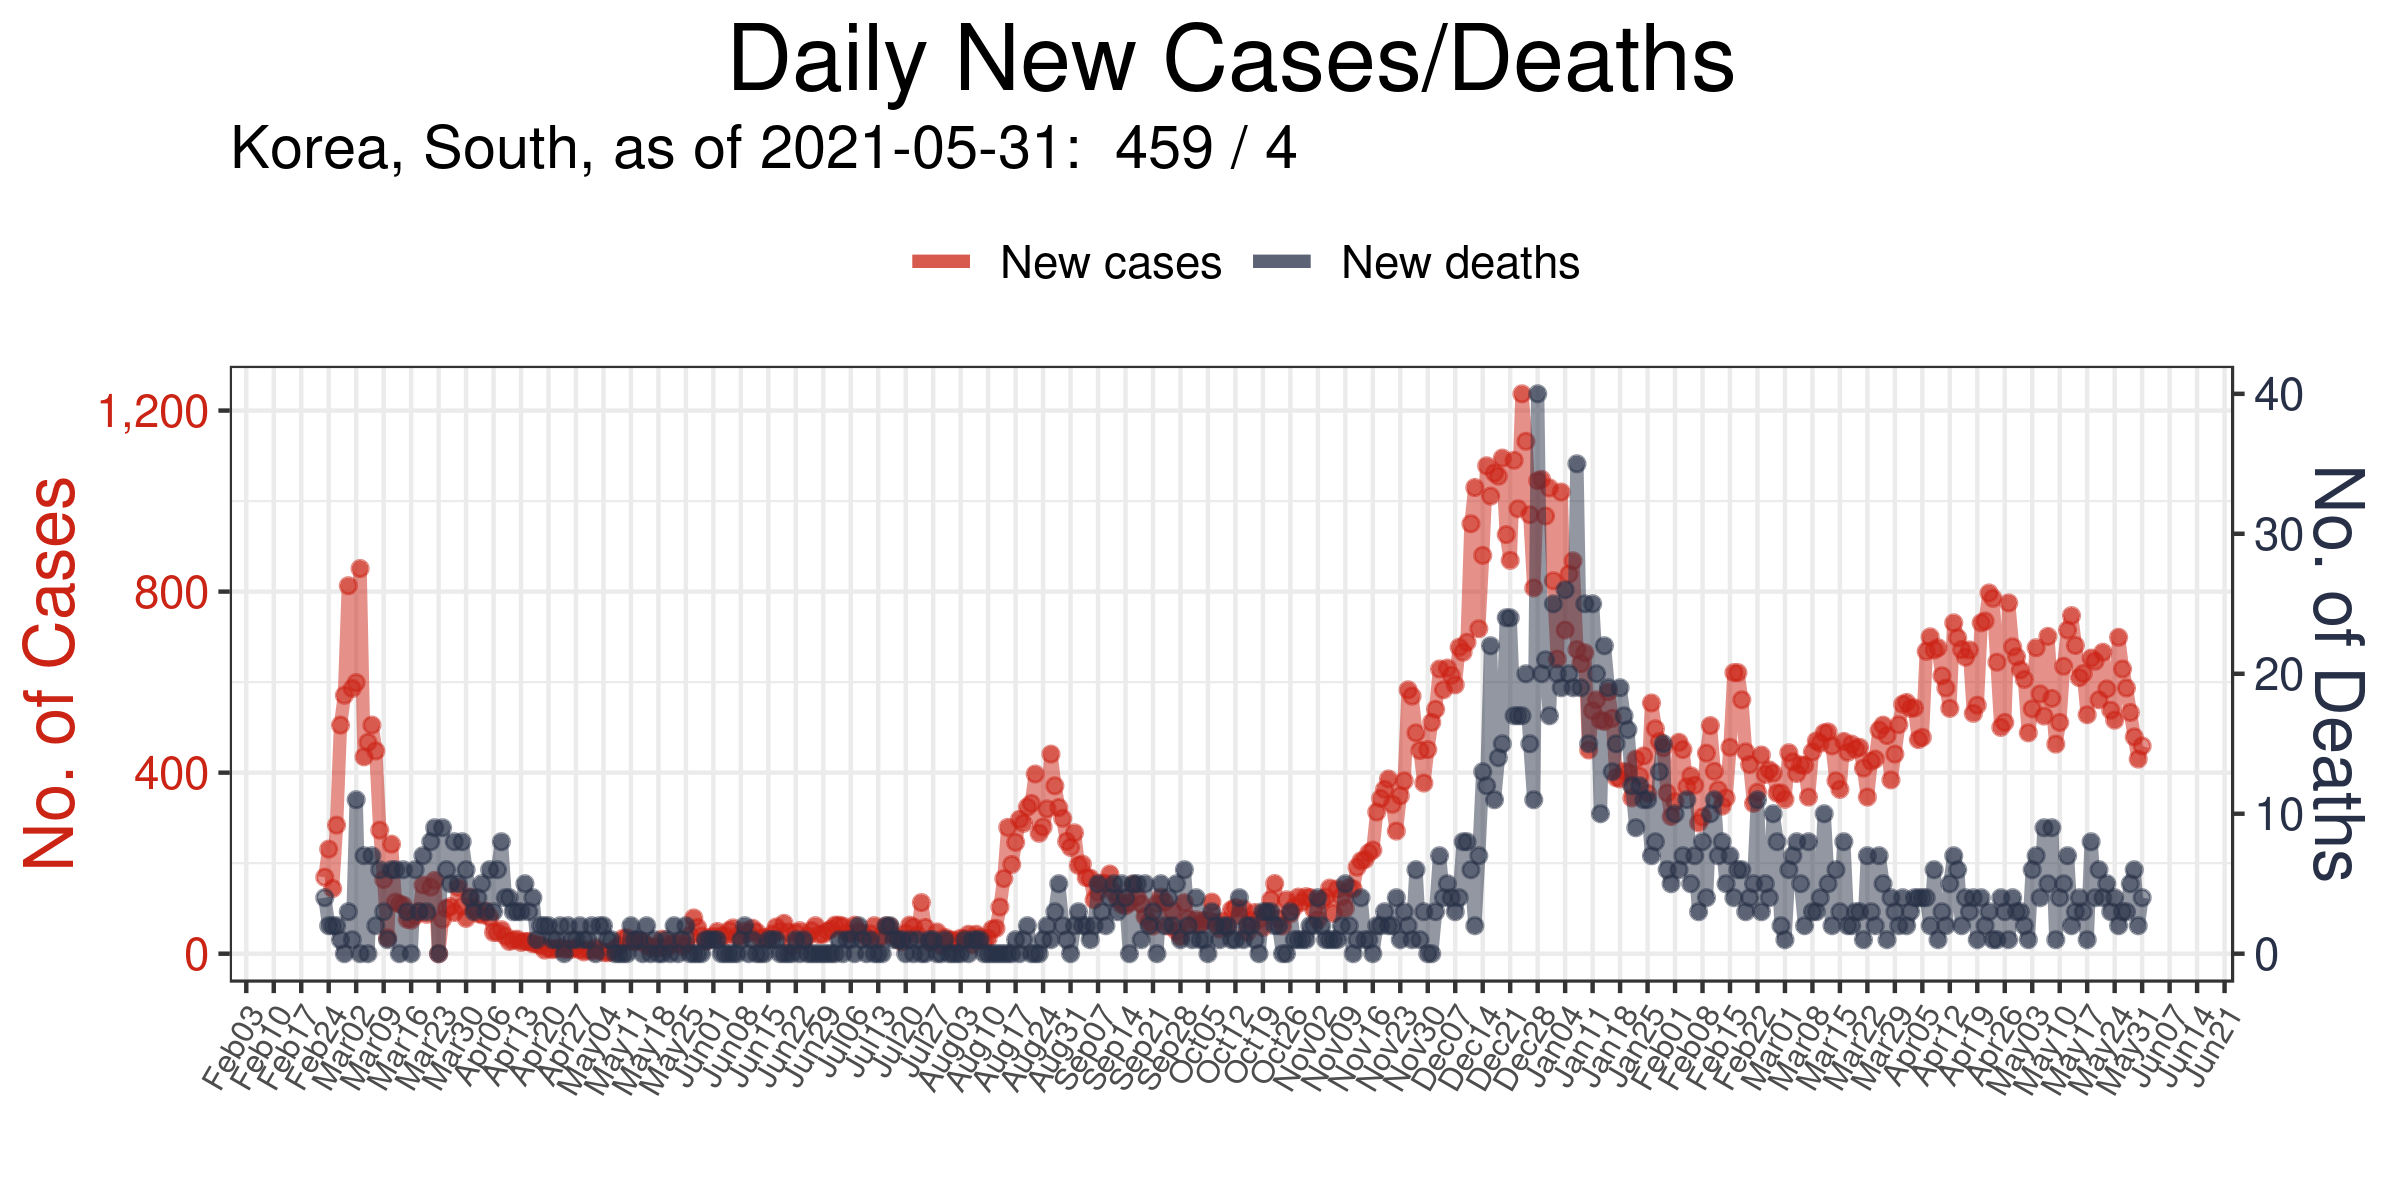 Daily New Cases/Deaths
Korea, South, as of 2021-05-31:  459 / 4
New cases
New deaths
No. of Cases
1,200
800
400
0
No. of Deaths
40
30
20
10
0
Feb03
Feb10
Feb17
Feb24
Mar02
Mar09
Mar16
Mar23
Mar30
Apr06
Apr13
Apr20
Apr27
May04
May11
May18
May25
Jun01
Jun08
Jun15
Jun22
Jun29
Jul06
Jul13
Jul20
Jul27
Aug03
Aug10
Aug17
Aug24
Aug31
Sep07
Sep14
Sep21
Sep28
Oct05
Oct12
Oct19
Oct26
Nov02
Nov09
Nov16
Nov23
Nov30
Dec07
Dec14
Dec21
Dec28
Jan04
Jan11
Jan18
Jan25
Feb01
Feb08
Feb15
Feb22
Mar01
Mar08
Mar15
Mar22
Mar29
Apr05
Apr12
Apr19
Apr26
May03
May10
May17
May24
May31
Jun07
Jun14
Jun21